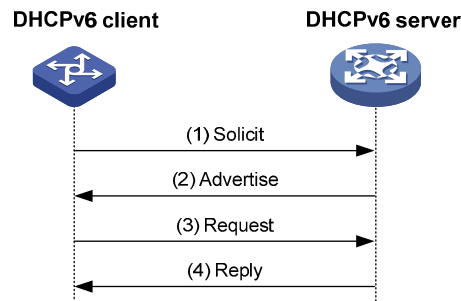 DHCPv6 client
DHCPv6 server
(1) Solicit
(2) Advertise
(3) Request
(4) Reply